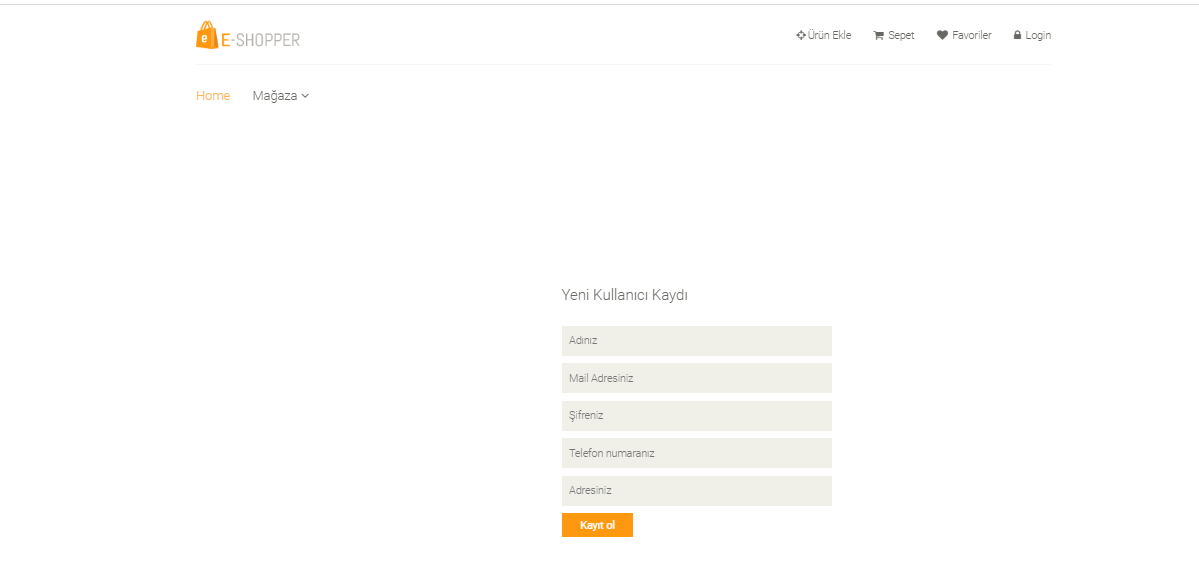 e E-SHOPPER
Ürün Ekle Sepet Favoriler Login
Home Mağaza
Yeni Kullanıcı Kaydı
Adınız
Mail Adresiniz
Şifreniz
Telefon numaranız
Adresiniz
Kayıt ol